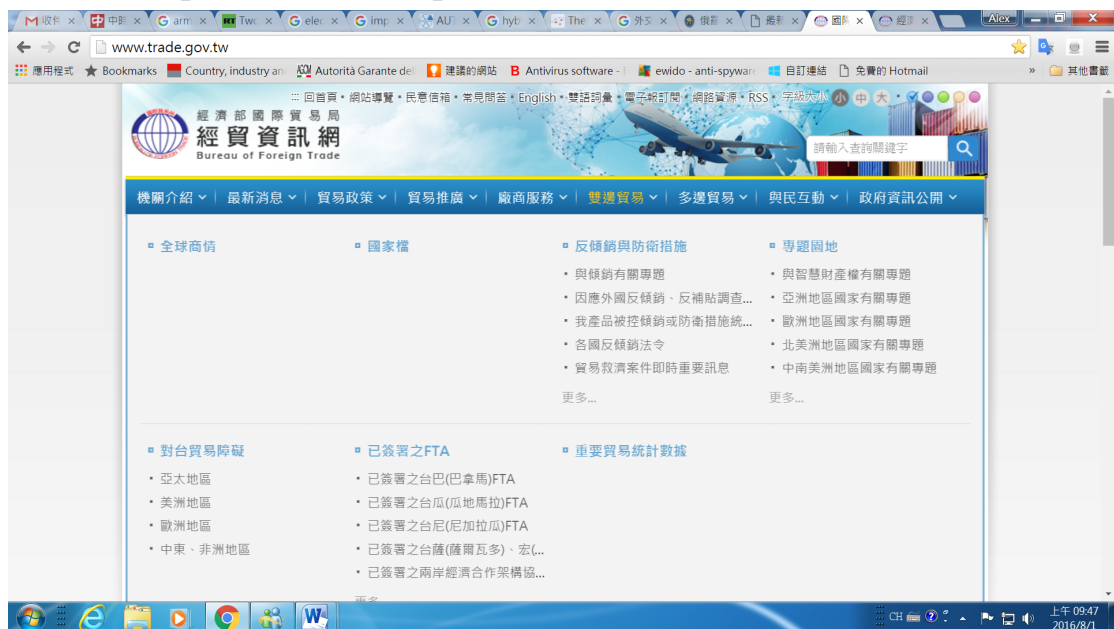 Gmail 收件
中
Twc
G elec
G imp
AUT
G hyb
The
俄
最新
國際
經濟
Alex
www.trade.gov.tw
應用程式 Bookmarks Country, industry an Autorità Garante del 建議的網站 Antivirus software - ewido - anti-spyware 自訂連結 免費的 Hotmail » 其他書籤
::: 回首頁・網站導覽・民意信箱・常見問答・English・雙語詞彙・電子報訂閱・網路資源・RSS・字級大小 小 中 大
經濟部國際貿易局
經貿資訊網
Bureau of Foreign Trade
請輸入查詢關鍵字
機關介紹 最新消息 貿易政策 貿易推廣 廠商服務 雙邊貿易 多邊貿易 與民互動 政府資訊公開
全球商情 國家檔 反傾銷與防衛措施 專題園地
・與傾銷有關專題 ・與智慧財產權有關專題
・因應外國反傾銷、反補貼調查... ・亞洲地區國家有關專題
・我產品被控傾銷或防衛措施統... ・歐洲地區國家有關專題
・各國反傾銷法令 ・北美洲地區國家有關專題
・貿易救濟案件即時重要訊息 ・中南美洲地區國家有關專題
更多... 更多...
對台貿易障礙 已簽署之FTA 重要貿易統計數據
・亞太地區 ・已簽署之台巴(巴拿馬)FTA
・美洲地區 ・已簽署之台瓜(瓜地馬拉)FTA
・歐洲地區 ・已簽署之台尼(尼加拉瓜)FTA
・中東、非洲地區 ・已簽署之台薩(薩爾瓦多)、宏(...
・已簽署之兩岸經濟合作架構協...
CH
上午 09:47
2016/8/1